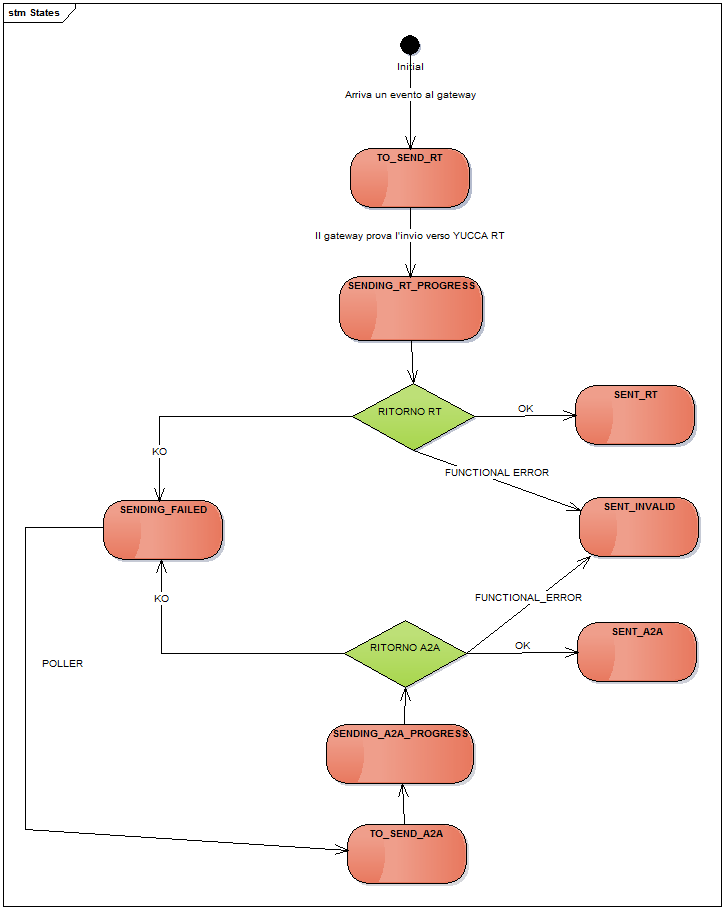 stm States
Initial
Arriva un evento al gateway
TO_SEND_RT
Il gateway prova l'invio verso YUCCA RT
SENDING_RT_PROGRESS
RITORNO RT
OK
SENT_RT
KO
FUNCTIONAL ERROR
SENDING_FAILED
SENT_INVALID
KO
FUNCTIONAL_ERROR
RITORNO A2A
OK
SENT_A2A
POLLER
SENDING_A2A_PROGRESS
TO_SEND_A2A